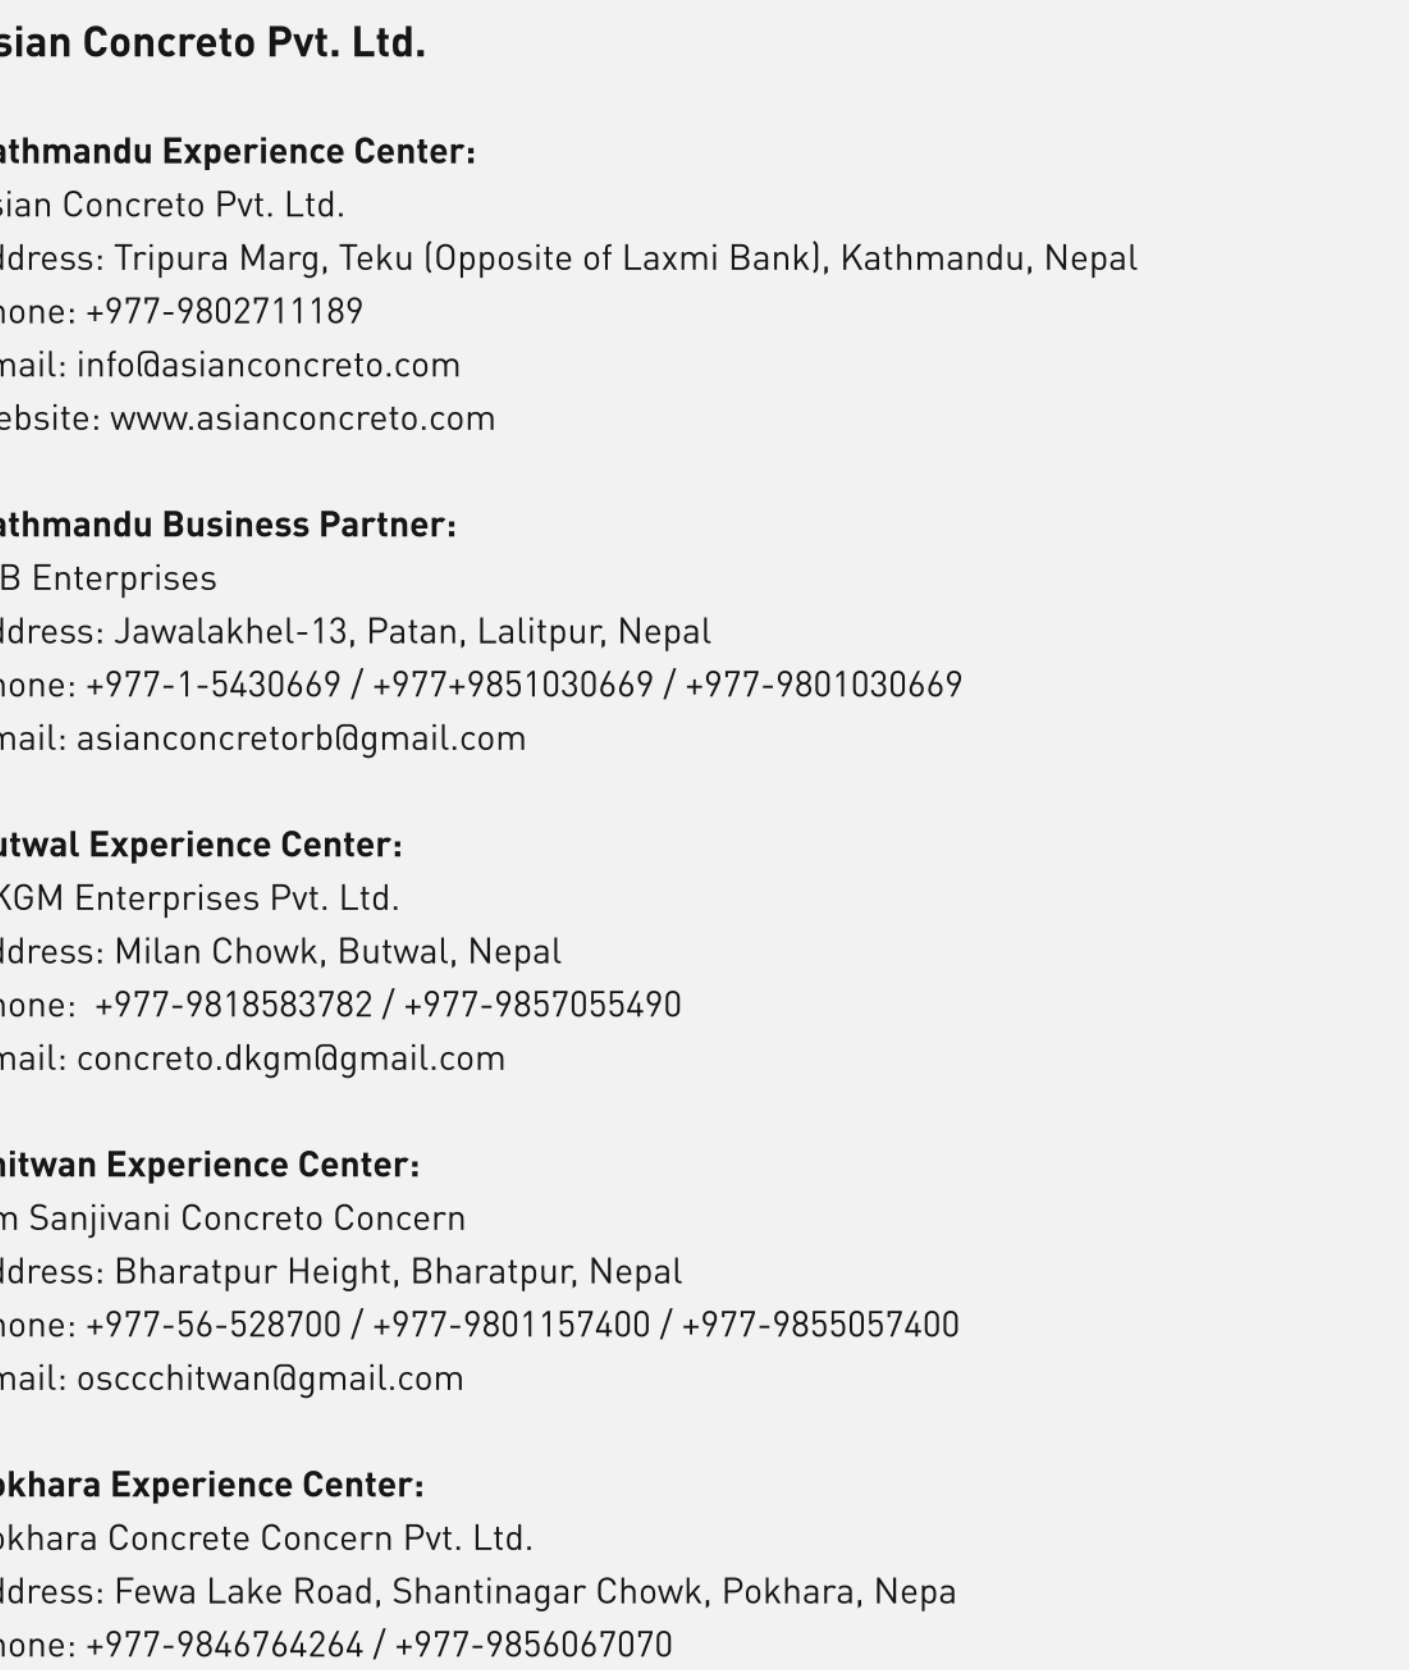 sian Concreto Pvt. Ltd.
athmandu Experience Center:
sian Concreto Pvt. Ltd.
ddress: Tripura Marg, Teku (Opposite of Laxmi Bank), Kathmandu, Nepal
hone: +977-9802711189
mail: info@asianconcreto.com
ebsite: www.asianconcreto.com
athmandu Business Partner:
B Enterprises
ddress: Jawalakhel-13, Patan, Lalitpur, Nepal
hone: +977-1-5430669 / +977+9851030669 / +977-9801030669
mail: asianconcretorb@gmail.com
utwal Experience Center:
KGM Enterprises Pvt. Ltd.
ddress: Milan Chowk, Butwal, Nepal
hone: +977-9818583782 / +977-9857055490
mail: concreto.dkgm@gmail.com
hitwan Experience Center:
m Sanjivani Concreto Concern
ddress: Bharatpur Height, Bharatpur, Nepal
hone: +977-56-528700 / +977-9801157400 / +977-9855057400
mail: osccchitwan@gmail.com
okhara Experience Center:
okhara Concrete Concern Pvt. Ltd.
ddress: Fewa Lake Road, Shantinagar Chowk, Pokhara, Nepa
hone: +977-9846764264 / +977-9856067070